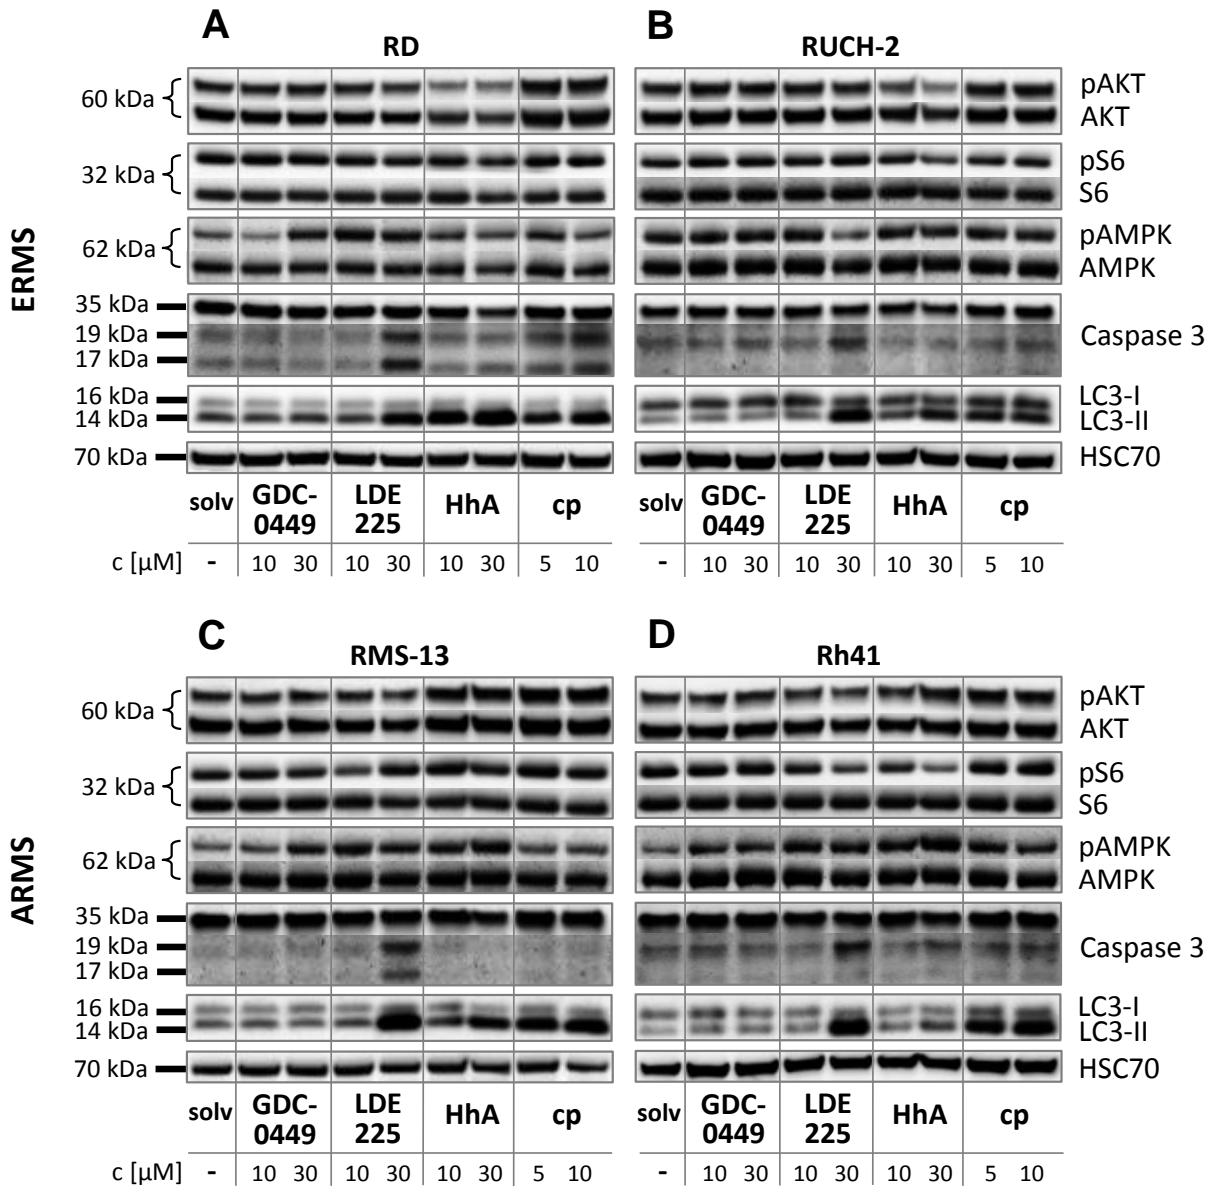 A
RD
B
RUCH-2
ERMS
60 kDa
pAKT
AKT
32 kDa
pS6
S6
62 kDa
pAMPK
AMPK
35 kDa
19 kDa
17 kDa
Caspase 3
16 kDa
14 kDa
LC3-I
LC3-II
70 kDa
HSC70
solv GDC-0449 LDE 225 HhA cp solv GDC-0449 LDE 225 HhA cp
c [µM] - 10 30 10 30 10 30 5 10 - 10 30 10 30 10 30 5 10
C
RMS-13
D
Rh41
ARMS
60 kDa
pAKT
AKT
32 kDa
pS6
S6
62 kDa
pAMPK
AMPK
35 kDa
19 kDa
17 kDa
Caspase 3
16 kDa
14 kDa
LC3-I
LC3-II
70 kDa
HSC70
solv GDC-0449 LDE 225 HhA cp solv GDC-0449 LDE 225 HhA cp
c [µM] - 10 30 10 30 10 30 5 10 - 10 30 10 30 10 30 5 10